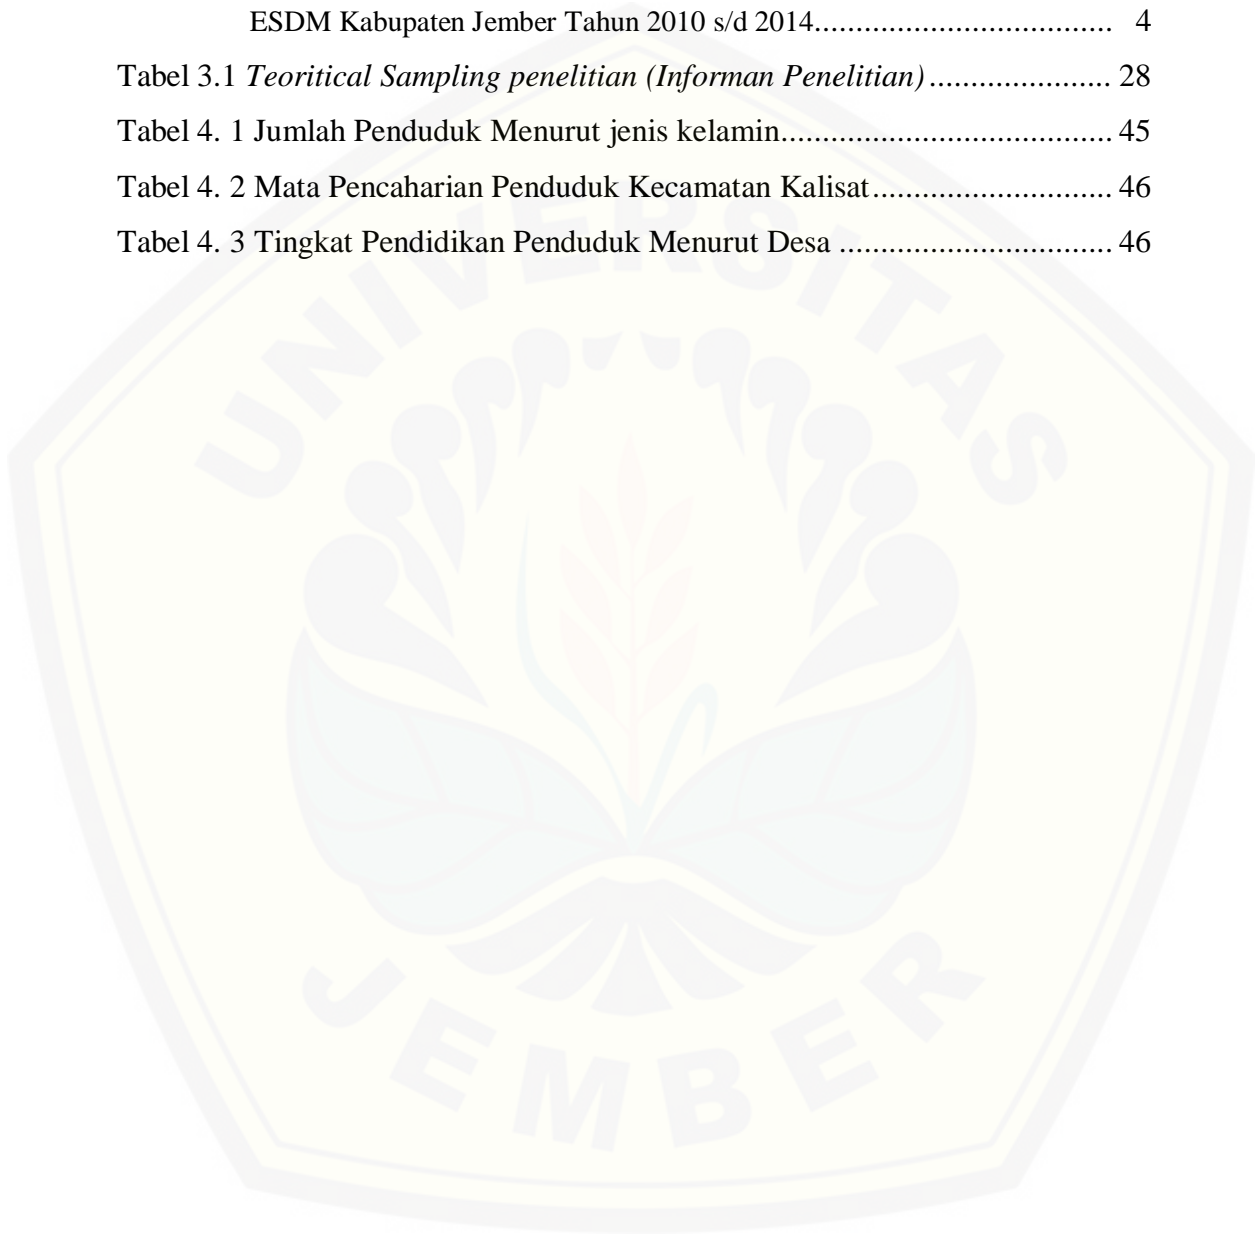 ESDM Kabupaten Jember Tahun 2010 s/d 2014.................................. 4
Tabel 3.1 Teoritical Sampling penelitian (Informan Penelitian) ..................... 28
Tabel 4. 1 Jumlah Penduduk Menurut jenis kelamin....................................... 45
Tabel 4. 2 Mata Pencaharian Penduduk Kecamatan Kalisat............................ 46
Tabel 4. 3 Tingkat Pendidikan Penduduk Menurut Desa ................................ 46
UNIVERSITAS
JEMBER